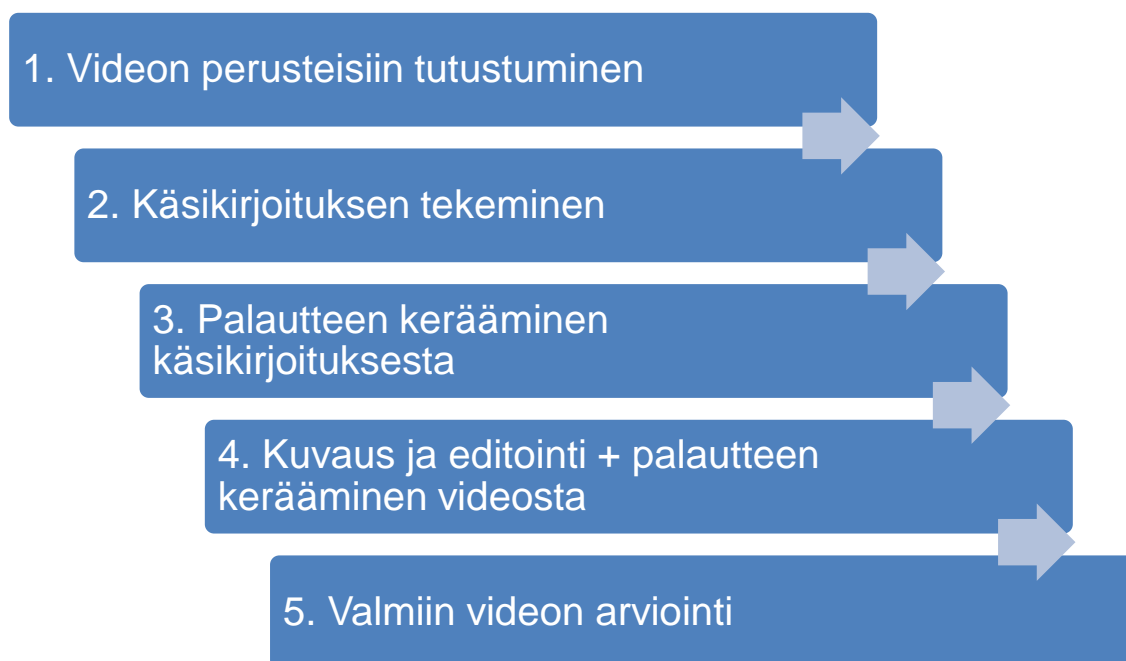 1. Videon perusteisiin tutustuminen
2. Käsikirjoituksen tekeminen
3. Palautteen kerääminen
käsikirjoituksesta
4. Kuvaus ja editointi + palautteen
kerääminen videosta
5. Valmiin videon arviointi